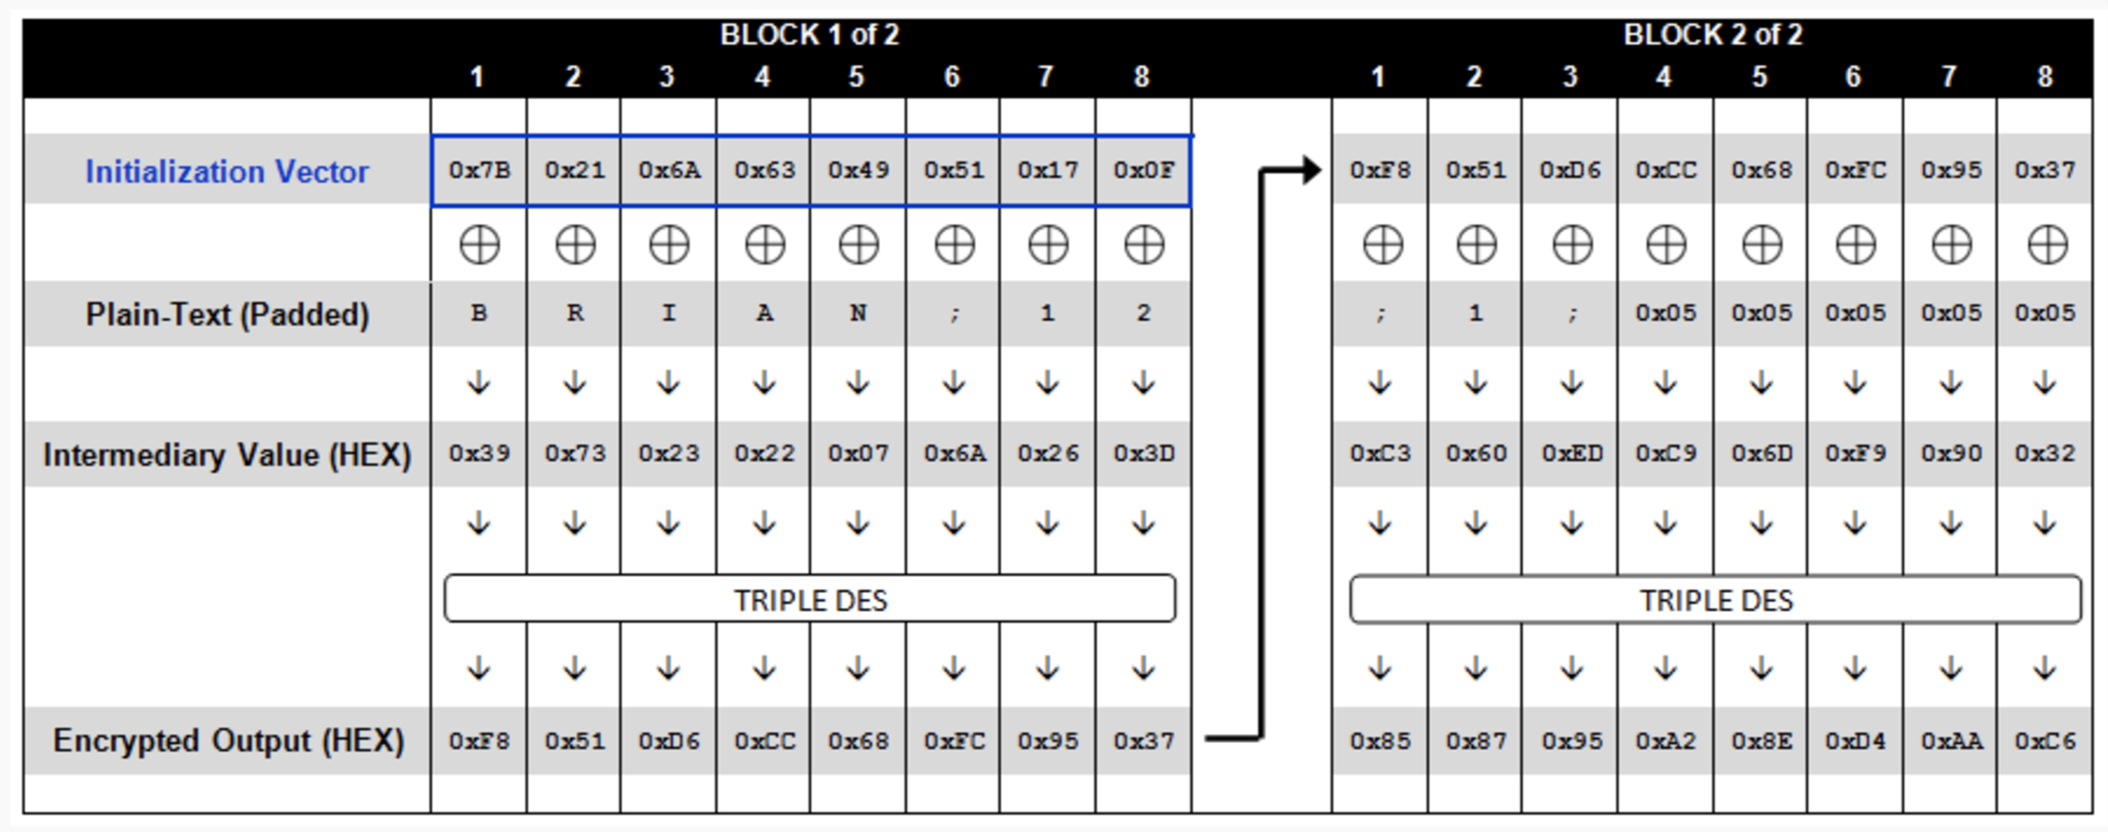 BLOCK 1 of 2 BLOCK 2 of 2
1 2 3 4 5 6 7 8 1 2 3 4 5 6 7 8
Initialization Vector 0x7B 0x21 0x6A 0x63 0x49 0x51 0x17 0x0F 0xF8 0x51 0xD6 0xCC 0x68 0xFC 0x95 0x37
Plain-Text (Padded) B R I A N ; 1 2 ; 1 ; 0x05 0x05 0x05 0x05 0x05
Intermediary Value (HEX) 0x39 0x73 0x23 0x22 0x07 0x6A 0x26 0x3D 0xC3 0x60 0xED 0xC9 0x6D 0xF9 0x90 0x32
TRIPLE DES TRIPLE DES
Encrypted Output (HEX) 0xF8 0x51 0xD6 0xCC 0x68 0xFC 0x95 0x37 0x85 0x87 0x95 0xA2 0x8E 0xD4 0xAA 0xC6